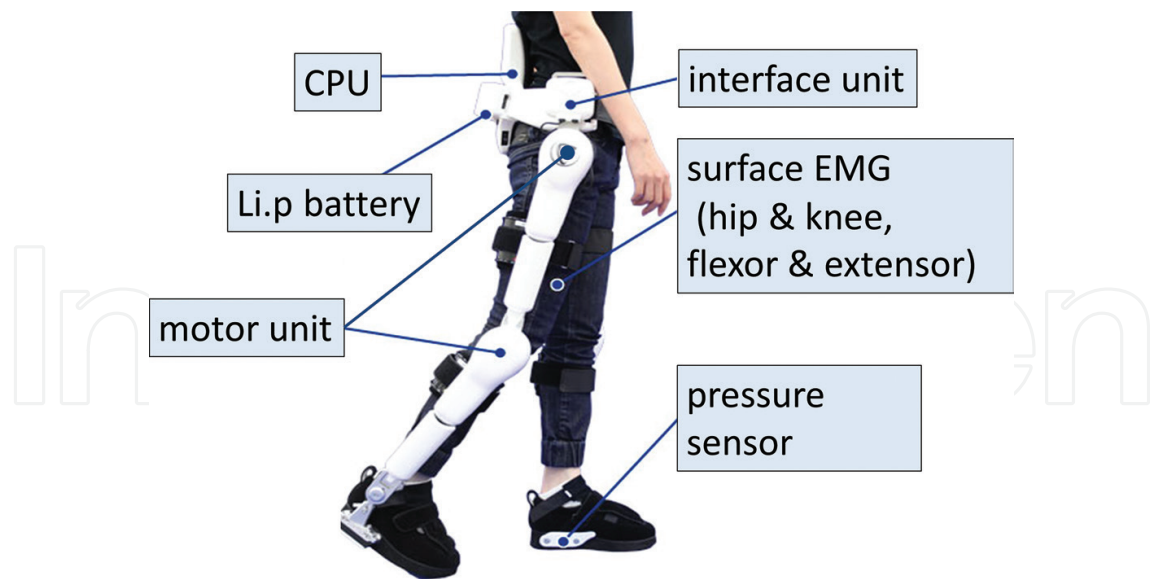 CPU
interface unit
Li.p battery
surface EMG
(hip & knee,
flexor & extensor)
motor unit
pressure
sensor